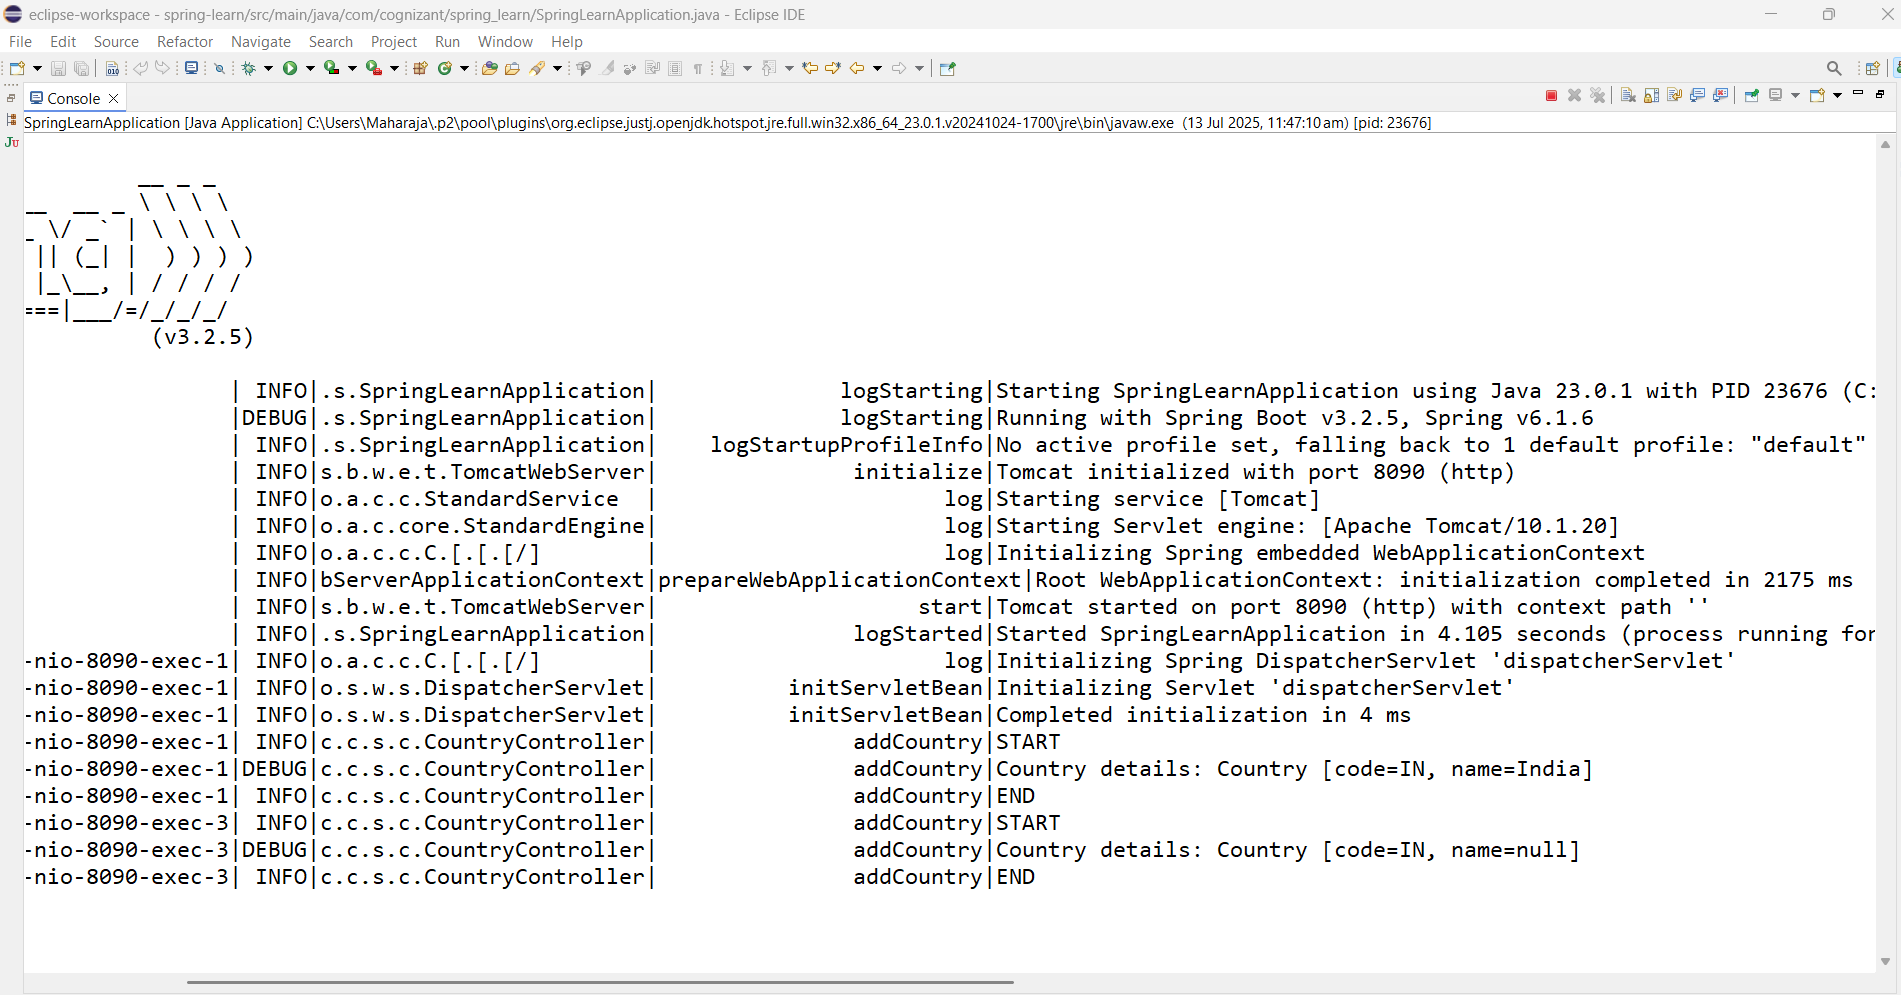 eclipse-workspace - spring-learn/src/main/java/com/cognizant/spring_learn/SpringLearnApplication.java - Eclipse IDE
File Edit Source Refactor Navigate Search Project Run Window Help
Console
SpringLearnApplication [Java Application] C:\Users\Maharaja\.p2\pool\plugins\org.eclipse.justj.openjdk.hotspot.jre.full.win32.x86_64_23.0.1.v20241024-1700\jre\bin\javaw.exe (13 Jul 2025, 11:47:10 am) [pid: 23676]
         __ _ _
__  __ _ \ \ \ \
_ \/ _` | \ \ \ \
 || (_| |  ) ) ) )
 |_\__, | / / / /
===|___/=/_/_/_/
          (v3.2.5)
| INFO|.s.SpringLearnApplication|              logStarting|Starting SpringLearnApplication using Java 23.0.1 with PID 23676 (C:
|DEBUG|.s.SpringLearnApplication|              logStarting|Running with Spring Boot v3.2.5, Spring v6.1.6
| INFO|.s.SpringLearnApplication|    logStartupProfileInfo|No active profile set, falling back to 1 default profile: "default"
| INFO|s.b.w.e.t.TomcatWebServer|               initialize|Tomcat initialized with port 8090 (http)
| INFO|o.a.c.c.StandardService  |                      log|Starting service [Tomcat]
| INFO|o.a.c.core.StandardEngine|                      log|Starting Servlet engine: [Apache Tomcat/10.1.20]
| INFO|o.a.c.c.C.[.[.[/]        |                      log|Initializing Spring embedded WebApplicationContext
| INFO|bServerApplicationContext|prepareWebApplicationContext|Root WebApplicationContext: initialization completed in 2175 ms
| INFO|s.b.w.e.t.TomcatWebServer|                    start|Tomcat started on port 8090 (http) with context path ''
| INFO|.s.SpringLearnApplication|               logStarted|Started SpringLearnApplication in 4.105 seconds (process running for
-nio-8090-exec-1| INFO|o.a.c.c.C.[.[.[/]        |                      log|Initializing Spring DispatcherServlet 'dispatcherServlet'
-nio-8090-exec-1| INFO|o.s.w.s.DispatcherServlet|          initServletBean|Initializing Servlet 'dispatcherServlet'
-nio-8090-exec-1| INFO|o.s.w.s.DispatcherServlet|          initServletBean|Completed initialization in 4 ms
-nio-8090-exec-1| INFO|c.c.s.c.CountryController|               addCountry|START
-nio-8090-exec-1|DEBUG|c.c.s.c.CountryController|               addCountry|Country details: Country [code=IN, name=India]
-nio-8090-exec-1| INFO|c.c.s.c.CountryController|               addCountry|END
-nio-8090-exec-3| INFO|c.c.s.c.CountryController|               addCountry|START
-nio-8090-exec-3|DEBUG|c.c.s.c.CountryController|               addCountry|Country details: Country [code=IN, name=null]
-nio-8090-exec-3| INFO|c.c.s.c.CountryController|               addCountry|END